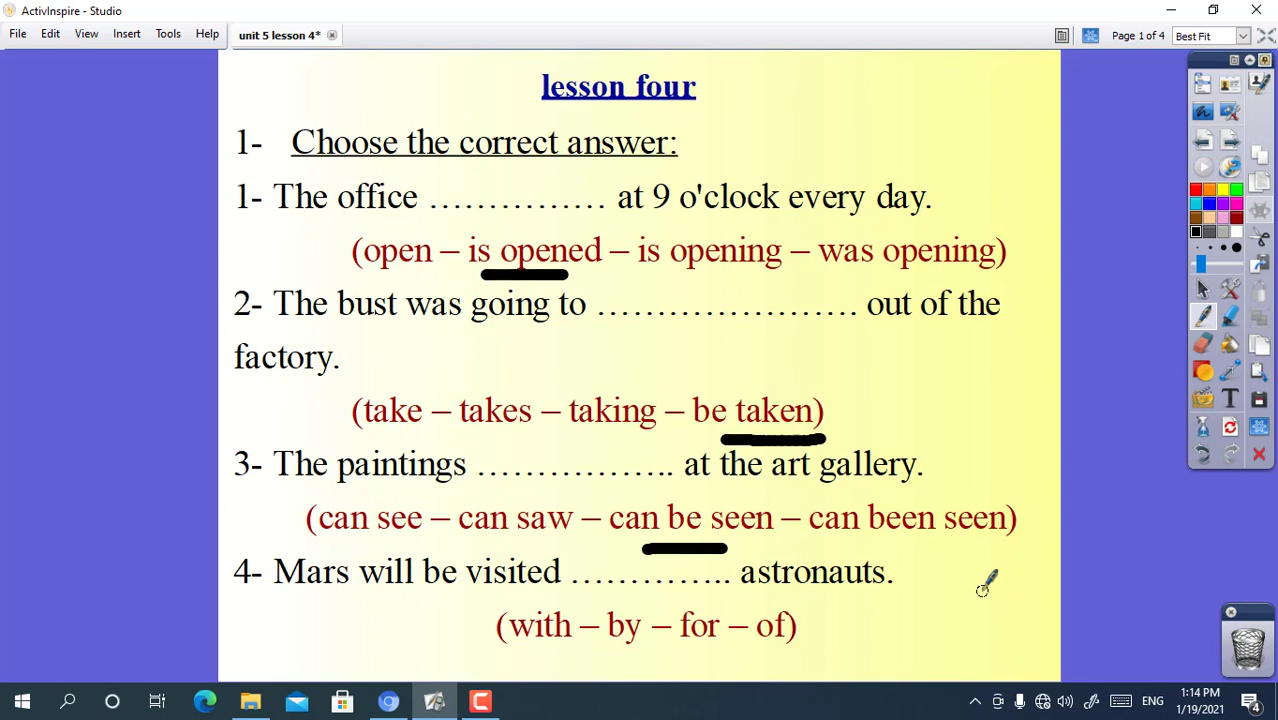 ActivInspire - Studio
File Edit View Insert Tools Help unit 5 lesson 4* Page 1 of 4 Best Fit
lesson four
1- Choose the correct answer:
1- The office …………… at 9 o'clock every day.
(open – is opened – is opening – was opening)
2- The bust was going to …………………. out of the
factory.
(take – takes – taking – be taken)
3- The paintings ……………….. at the art gallery.
(can see – can saw – can be seen – can been seen)
4- Mars will be visited ………….. astronauts.
(with – by – for – of)
ENG 1:14 PM
1/19/2021 4